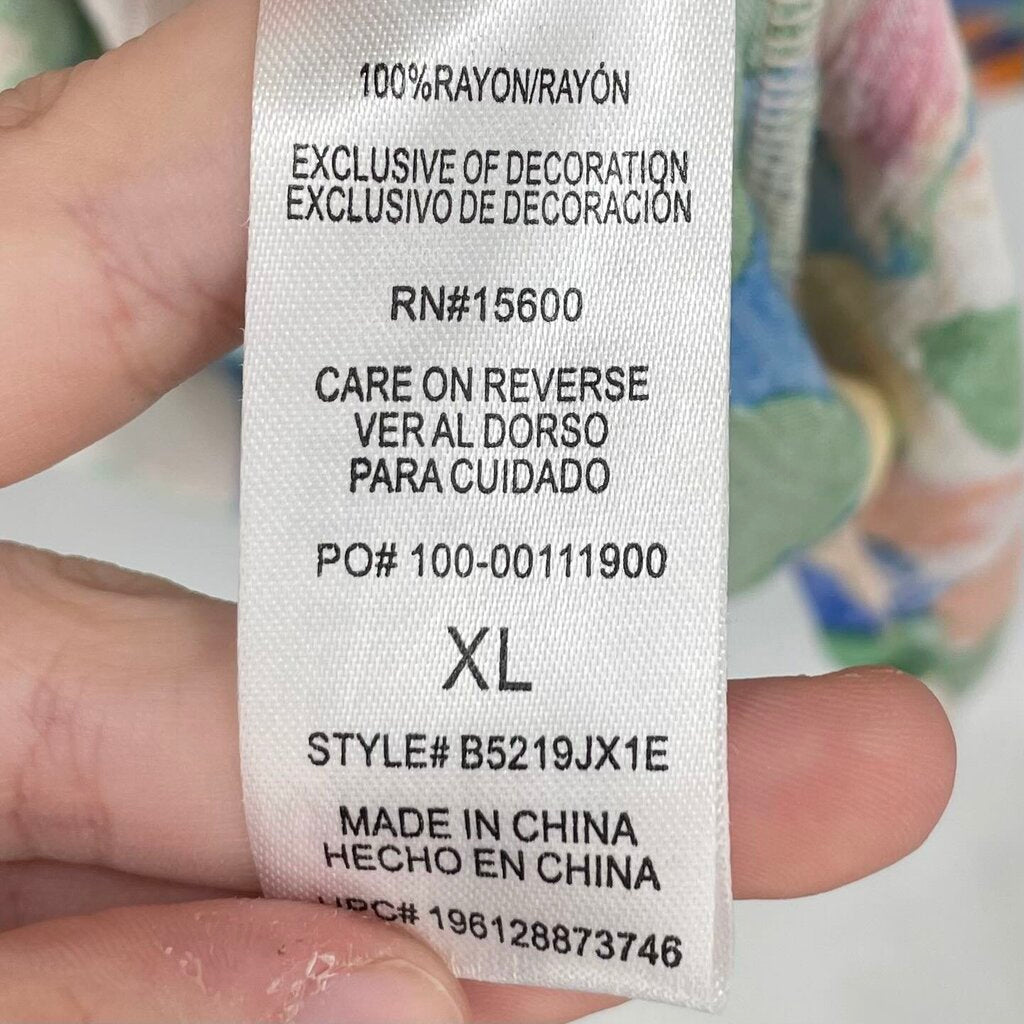 100%RAYON/RAYÓN
EXCLUSIVE OF DECORATION
EXCLUSIVO DE DECORACIÓN
RN#15600
CARE ON REVERSE
VER AL DORSO
PARA CUIDADO
PO# 100-00111900
XL
STYLE# B5219JX1E
MADE IN CHINA
HECHO EN CHINA
UPC# 196128873746